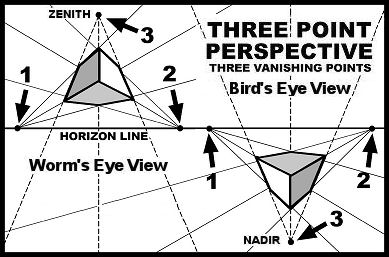 ZENITH
3
THREE POINT
PERSPECTIVE
THREE VANISHING POINTS
Bird's Eye View
1
2
HORIZON LINE
Worm's Eye View
1
2
3
NADIR